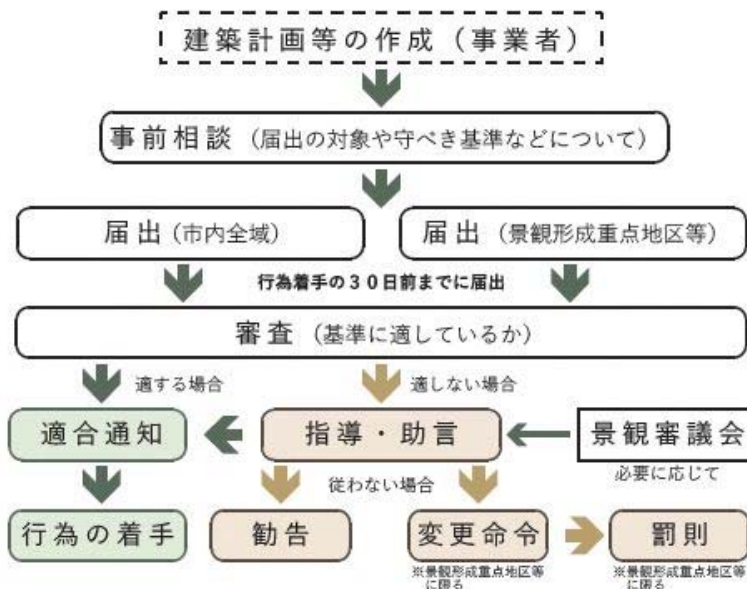 建築計画等の作成（事業者）
事前相談（届出の対象や守べき基準などについて）
届出（市内全域）
届出（景観形成重点地区等）
行為着手の３０日前までに届出
審査（基準に適しているか）
適する場合
適しない場合
適合通知
指導・助言
景観審議会
必要に応じて
従わない場合
行為の着手
勧告
変更命令
罰則
※景観形成重点地区等
に限る
※景観形成重点地区等
に限る